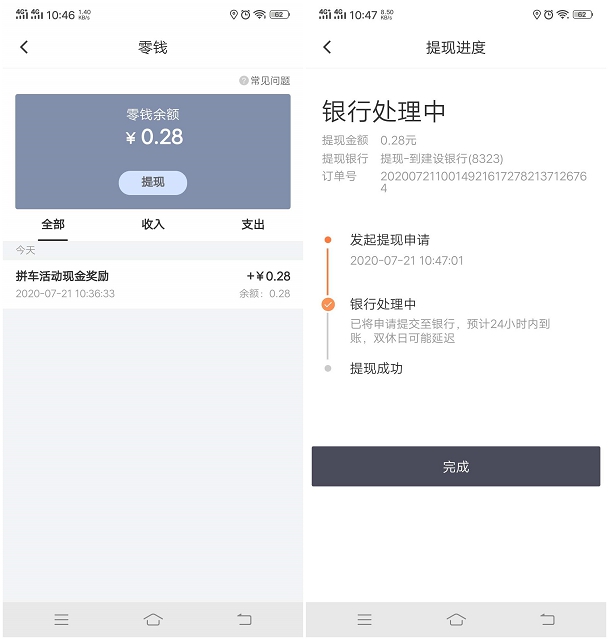 4G 4G 10:46 1.40 KB/s 62
零钱
?常见问题
零钱余额
¥ 0.28
提现
全部 收入 支出
今天
拼车活动现金奖励 +¥0.28
2020-07-21 10:36:33 余额：0.28
4G 4G 10:47 8.50 KB/s 62
提现进度
银行处理中
提现金额 0.28元
提现银行 提现-到建设银行(8323)
订单号 2020072110014921617278213712676
4
发起提现申请
2020-07-21 10:47:01
银行处理中
已将申请提交至银行，预计24小时内到
账，双休日可能延迟
提现成功
完成